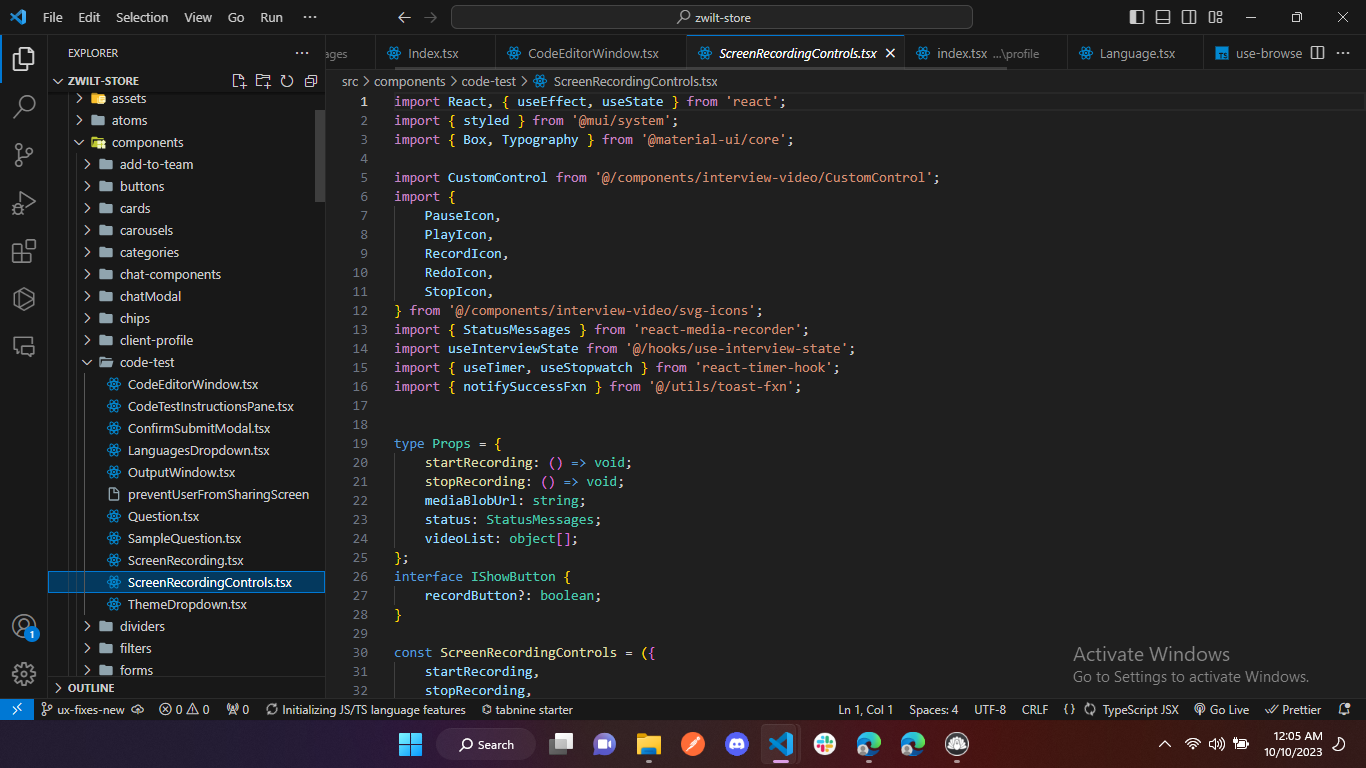 File Edit Selection View Go Run ···
zwilt-store
EXPLORER
ages
Index.tsx
CodeEditorWindow.tsx
ScreenRecordingControls.tsx
index.tsx ...\profile
Language.tsx
use-browse
ZWILT-STORE
src > components > code-test > ScreenRecordingControls.tsx
assets
atoms
components
add-to-team
buttons
cards
carousels
categories
chat-components
chatModal
chips
client-profile
code-test
CodeEditorWindow.tsx
CodeTestInstructionsPane.tsx
ConfirmSubmitModal.tsx
LanguagesDropdown.tsx
OutputWindow.tsx
preventUserFromSharingScreen
Question.tsx
SampleQuestion.tsx
ScreenRecording.tsx
ScreenRecordingControls.tsx
ThemeDropdown.tsx
dividers
filters
forms
OUTLINE
1 import React, { useEffect, useState } from 'react';
2 import { styled } from '@mui/system';
3 import { Box, Typography } from '@material-ui/core';
4
5 import CustomControl from '@/components/interview-video/CustomControl';
6 import {
7 PauseIcon,
8 PlayIcon,
9 RecordIcon,
10 RedoIcon,
11 StopIcon,
12 } from '@/components/interview-video/svg-icons';
13 import { StatusMessages } from 'react-media-recorder';
14 import useInterviewState from '@/hooks/use-interview-state';
15 import { useTimer, useStopwatch } from 'react-timer-hook';
16 import { notifySuccessFxn } from '@/utils/toast-fxn';
17
18
19 type Props = {
20 startRecording: () => void;
21 stopRecording: () => void;
22 mediaBlobUrl: string;
23 status: StatusMessages;
24 videoList: object[];
25 };
26 interface IShowButton {
27 recordButton?: boolean;
28 }
29
30 const ScreenRecordingControls = ({
31 startRecording,
32 stopRecording,
Activate Windows
Go to Settings to activate Windows.
1
ux-fixes-new 0 0 0 Initializing JS/TS language features tabnine starter Ln 1, Col 1 Spaces: 4 UTF-8 CRLF {} TypeScript JSX Go Live Prettier
Search
12:05 AM
10/10/2023